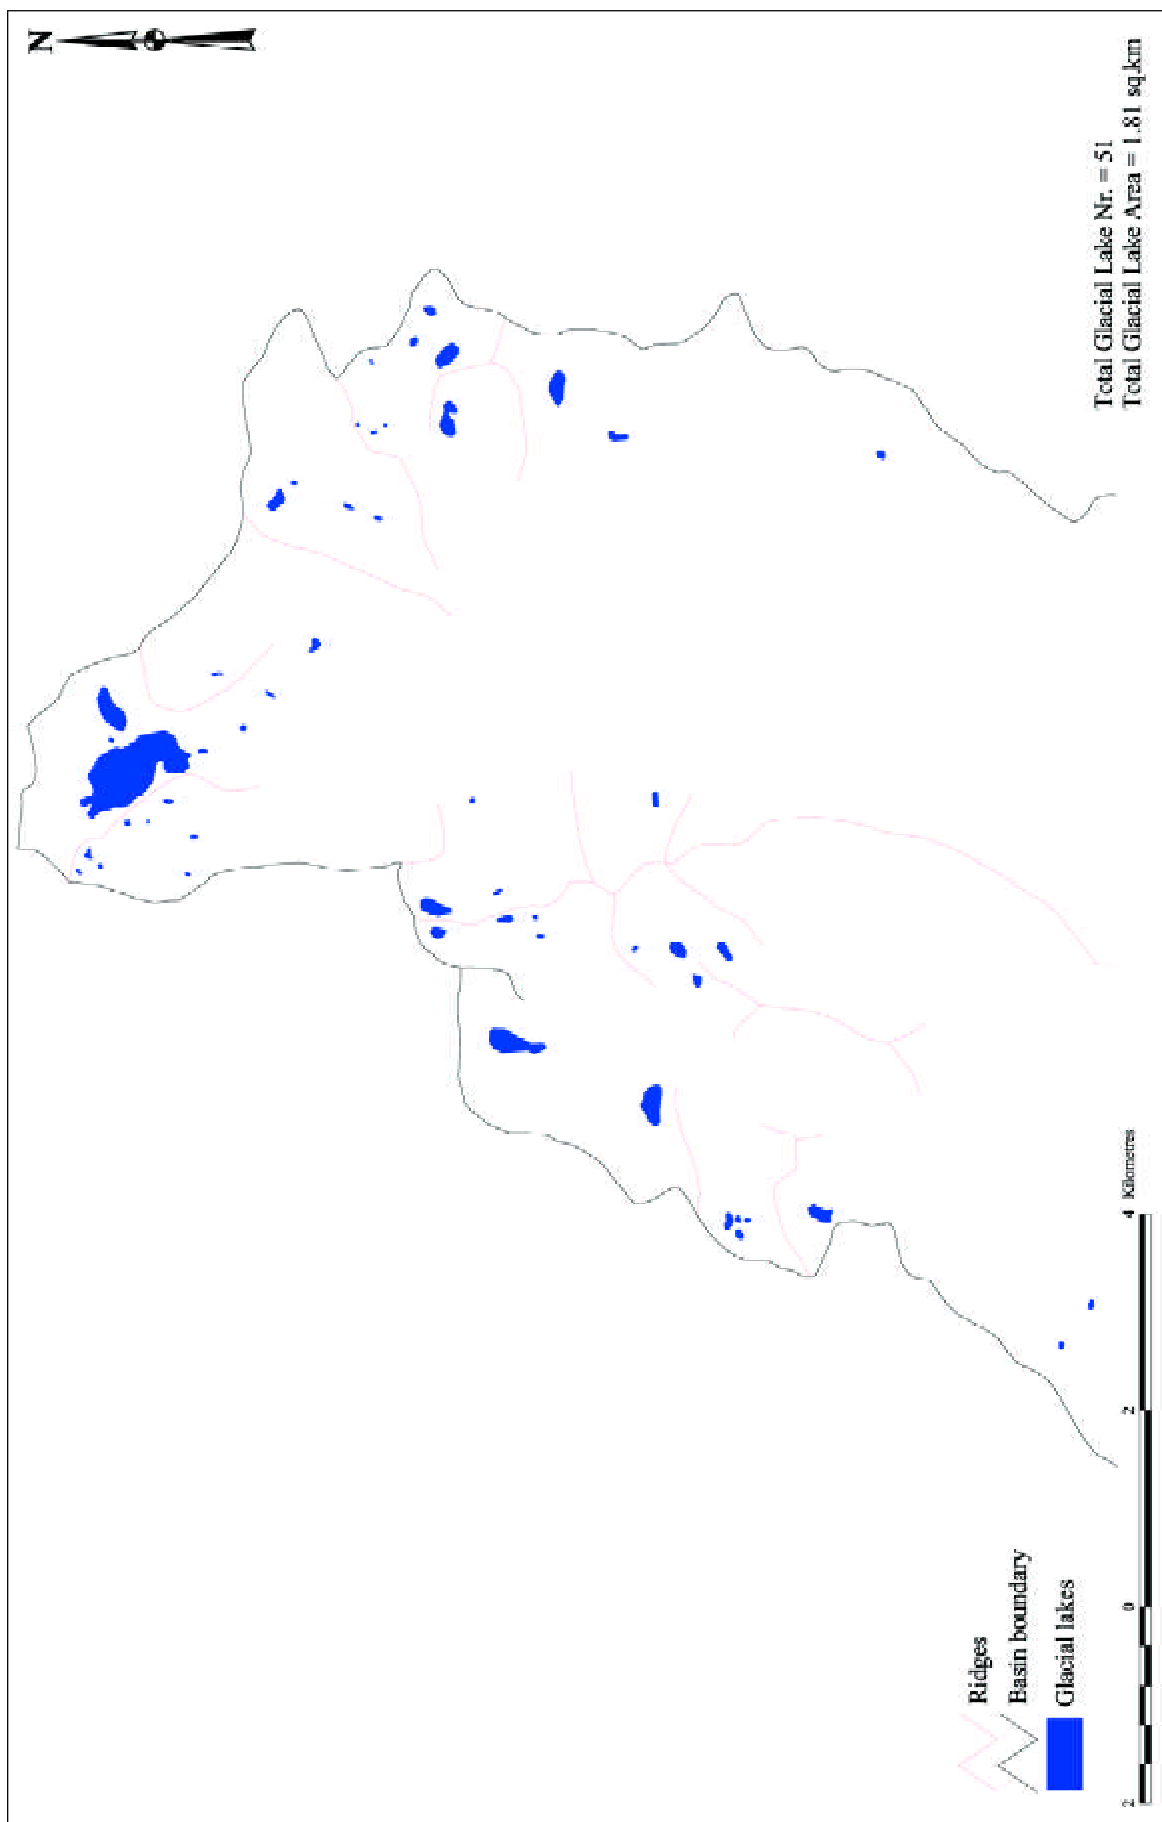 N
Total Glacial Lake Nr. = 51
Total Glacial Lake Area = 1.81 sq.km
Ridges
Basin boundary
Glacial lakes
2 0 2 4 Kilometres